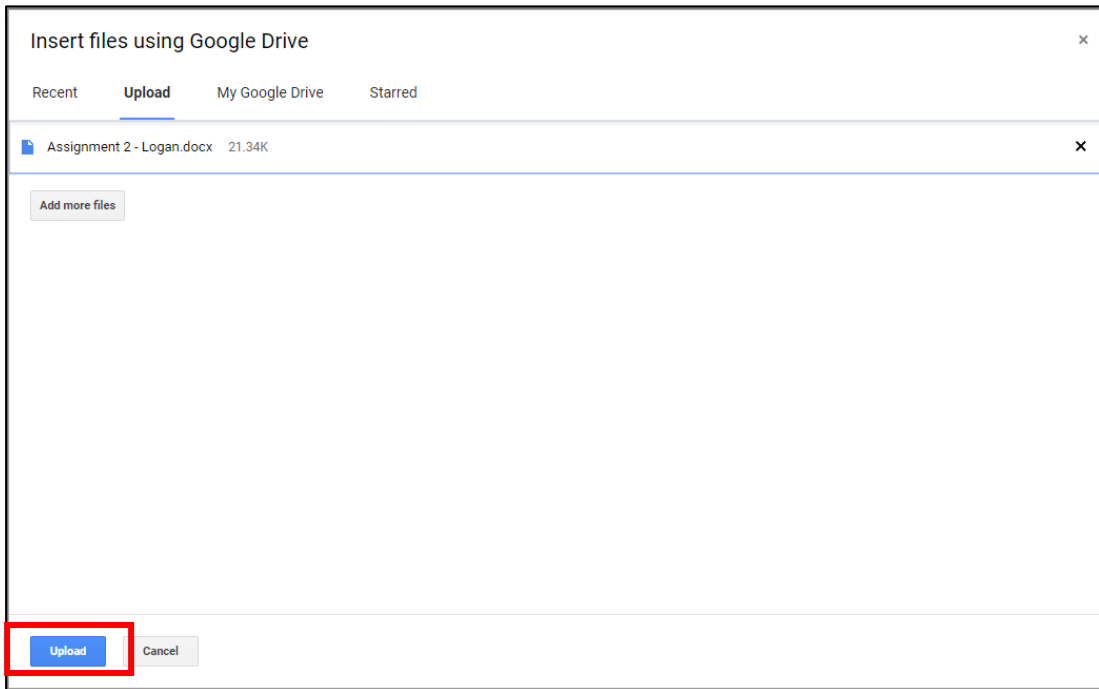 Insert files using Google Drive
Recent Upload My Google Drive Starred
Assignment 2 - Logan.docx 21.34K
Add more files
Upload Cancel